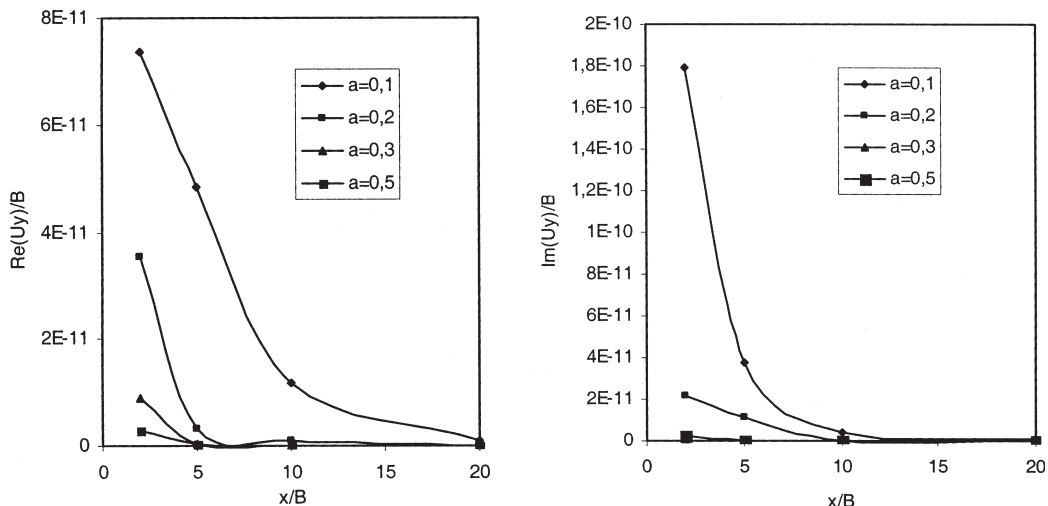 8E-11
6E-11
4E-11
2E-11
0
Re(Uy)/B
a=0,1
a=0,2
a=0,3
a=0,5
0 5 10 15 20
x/B
2E-10
1,8E-10
1,6E-10
1,4E-10
1,2E-10
1E-10
8E-11
6E-11
4E-11
2E-11
0
Im(Uy)/B
a=0,1
a=0,2
a=0,3
a=0,5
0 5 10 15 20
x/B